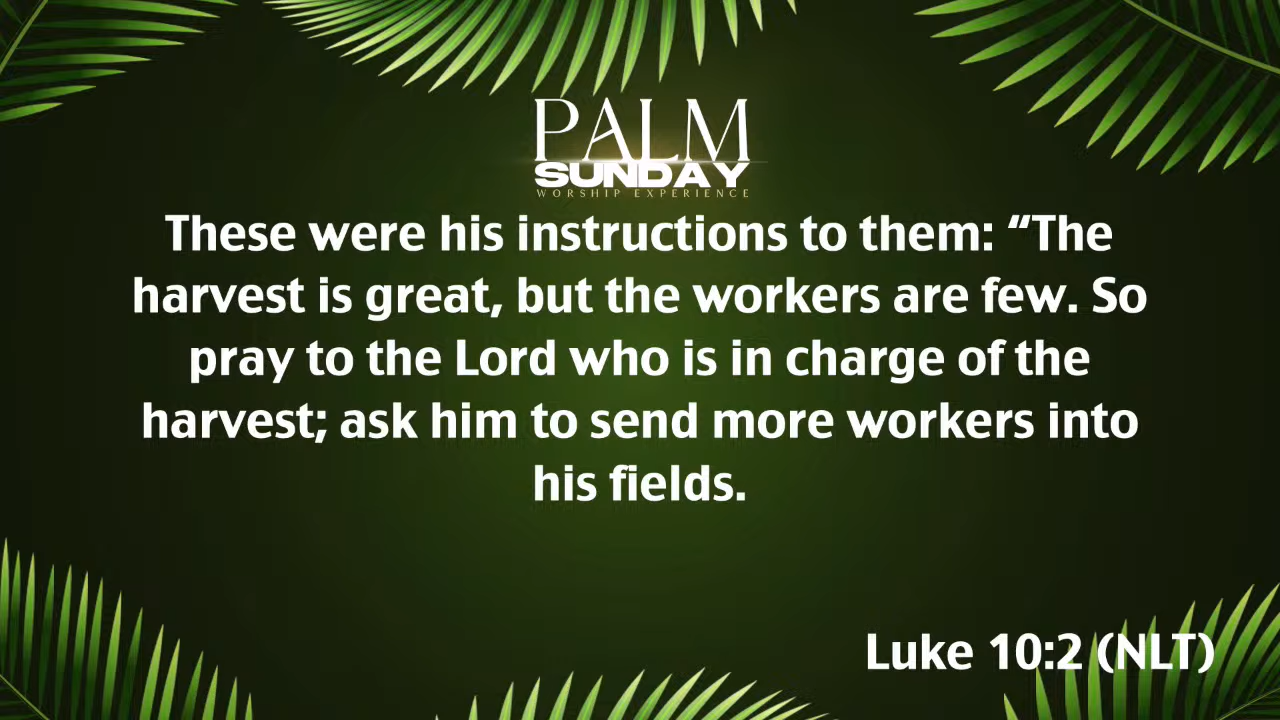 PALM
SUNDAY
WORSHIP EXPERIENCE
These were his instructions to them: “The
harvest is great, but the workers are few. So
pray to the Lord who is in charge of the
harvest; ask him to send more workers into
his fields.
Luke 10:2 (NLT)